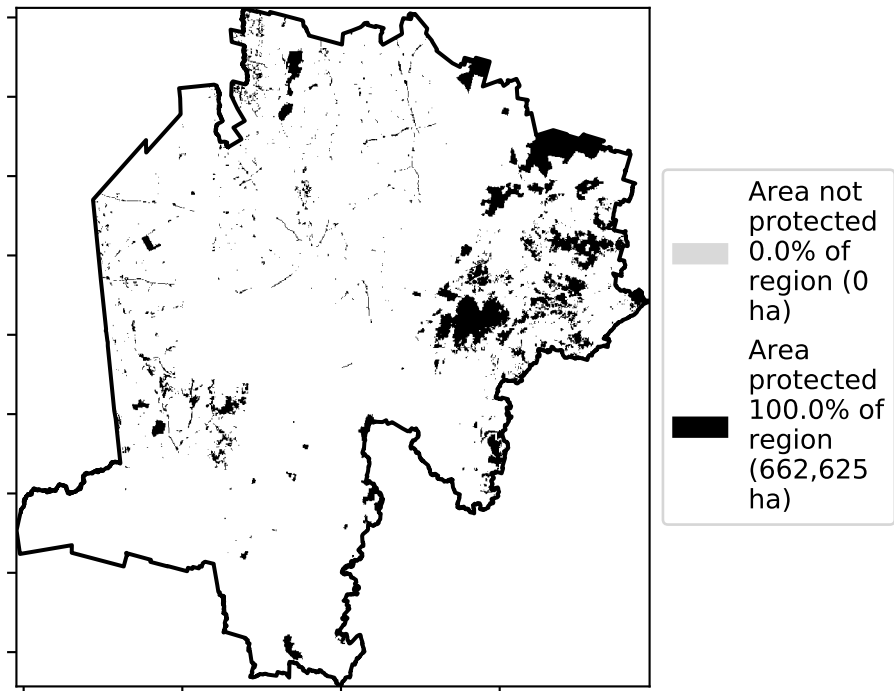 Area not
protected
0.0% of
region (0
ha)
Area
protected
100.0% of
region
(662,625
ha)